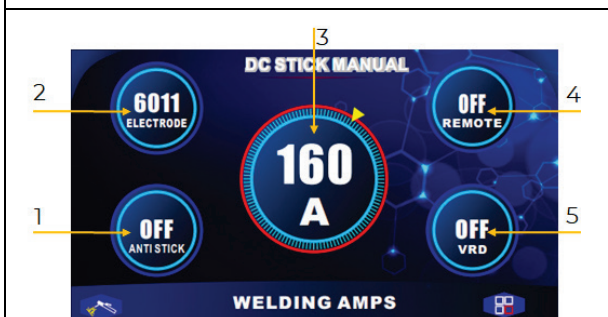 3
DC STICK MANUAL
2
6011
ELECTRODE
OFF
REMOTE
4
160
A
1
OFF
ANTI STICK
OFF
VRD
5
WELDING AMPS